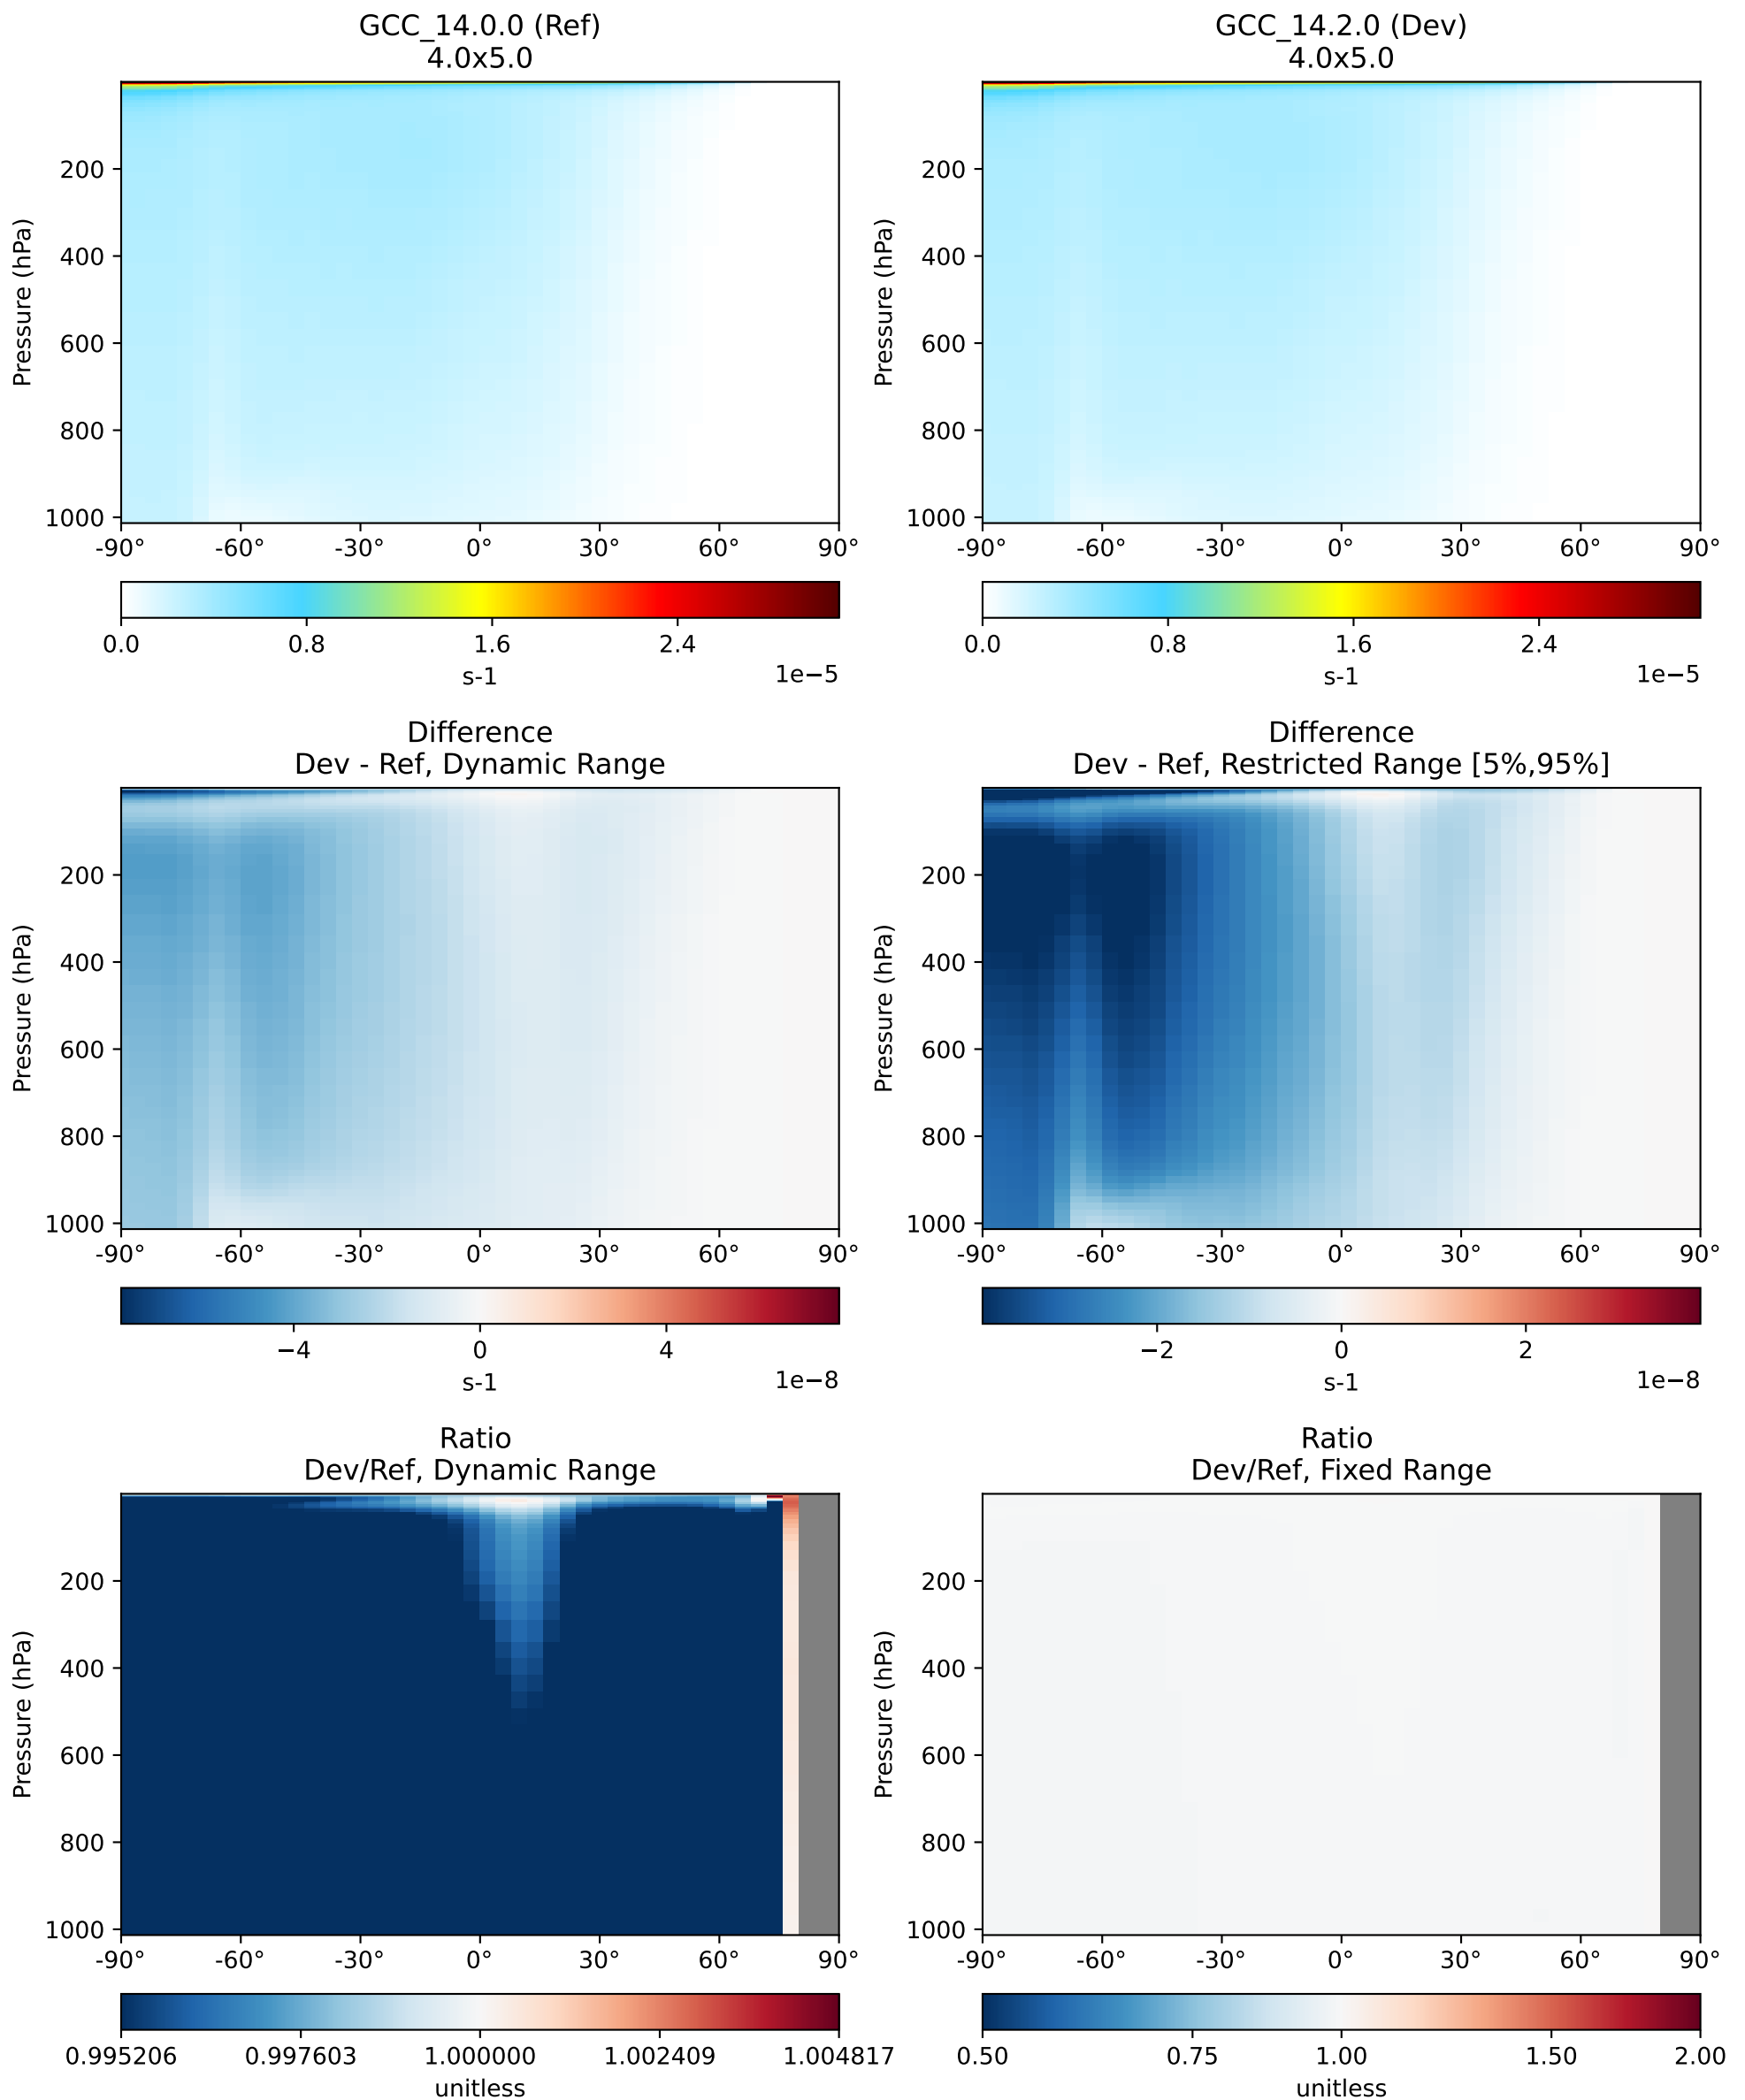 GCC_14.0.0 (Ref)
4.0x5.0
GCC_14.2.0 (Dev)
4.0x5.0
Pressure (hPa)
200
400
600
800
1000
-90° -60° -30° 0° 30° 60° 90°
0.0 0.8 1.6 2.4
s-1 1e−5
Pressure (hPa)
200
400
600
800
1000
-90° -60° -30° 0° 30° 60° 90°
0.0 0.8 1.6 2.4
s-1 1e−5
Difference
Dev - Ref, Dynamic Range
Difference
Dev - Ref, Restricted Range [5%,95%]
Pressure (hPa)
200
400
600
800
1000
-90° -60° -30° 0° 30° 60° 90°
−4 0 4
s-1 1e−8
Pressure (hPa)
200
400
600
800
1000
-90° -60° -30° 0° 30° 60° 90°
−2 0 2
s-1 1e−8
Ratio
Dev/Ref, Dynamic Range
Ratio
Dev/Ref, Fixed Range
Pressure (hPa)
200
400
600
800
1000
-90° -60° -30° 0° 30° 60° 90°
0.995206 0.997603 1.000000 1.002409 1.004817
unitless
Pressure (hPa)
200
400
600
800
1000
-90° -60° -30° 0° 30° 60° 90°
0.50 0.75 1.00 1.50 2.00
unitless